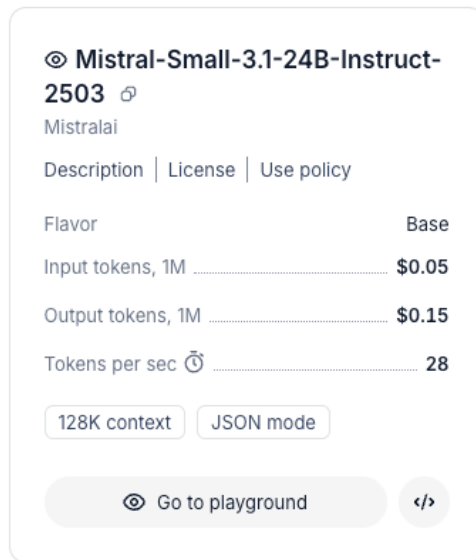 Mistral-Small-3.1-24B-Instruct-
2503
Mistralai
Description | License | Use policy
Flavor Base
Input tokens, 1M $0.05
Output tokens, 1M $0.15
Tokens per sec 28
128K context JSON mode
Go to playground </>